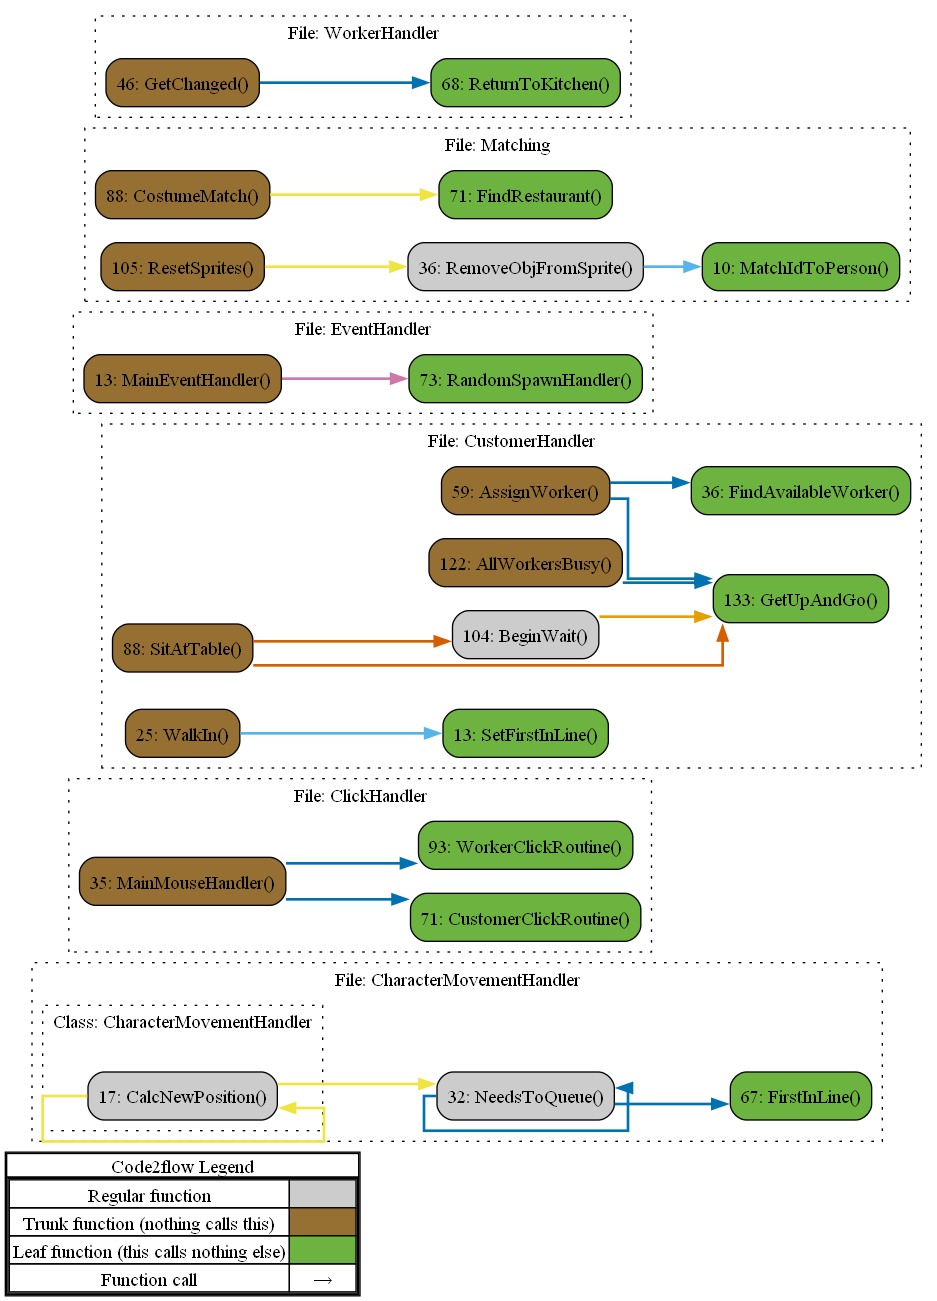 File: WorkerHandler
46: GetChanged()
68: ReturnToKitchen()
File: Matching
88: CostumeMatch()
71: FindRestaurant()
105: ResetSprites()
36: RemoveObjFromSprite()
10: MatchIdToPerson()
File: EventHandler
13: MainEventHandler()
73: RandomSpawnHandler()
File: CustomerHandler
59: AssignWorker()
36: FindAvailableWorker()
122: AllWorkersBusy()
133: GetUpAndGo()
104: BeginWait()
88: SitAtTable()
25: WalkIn()
13: SetFirstInLine()
File: ClickHandler
93: WorkerClickRoutine()
35: MainMouseHandler()
71: CustomerClickRoutine()
File: CharacterMovementHandler
Class: CharacterMovementHandler
17: CalcNewPosition()
32: NeedsToQueue()
67: FirstInLine()
Code2flow Legend
Regular function
Trunk function (nothing calls this)
Leaf function (this calls nothing else)
Function call →